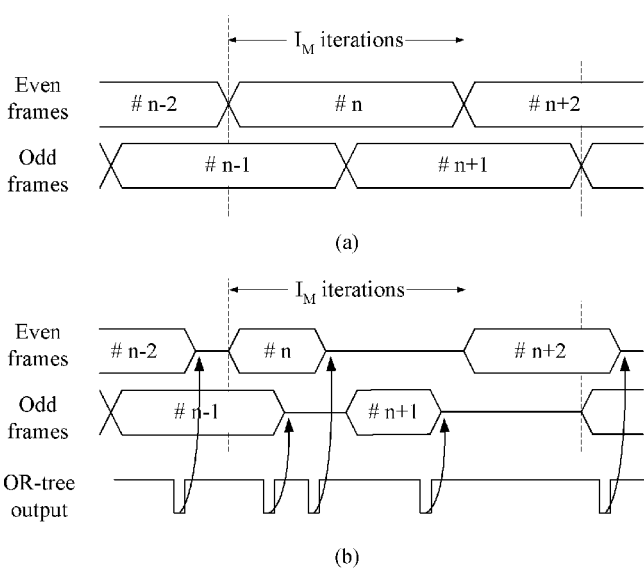 I_M iterations
Even frames
# n-2
# n
# n+2
Odd frames
# n-1
# n+1
(a)
I_M iterations
Even frames
# n-2
# n
# n+2
Odd frames
# n-1
# n+1
OR-tree output
(b)